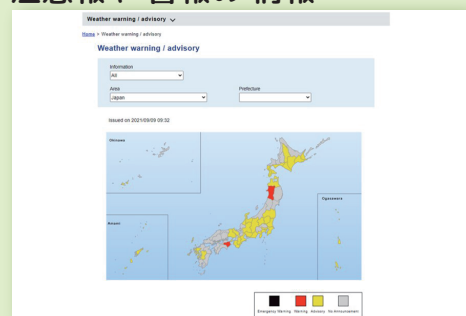 Weather warning / advisory
Home > Weather warning / advisory
Weather warning / advisory
Information
All
Area
Japan
Prefecture
Issued on 2021/09/09 09:32
Okinawa
Ogasawara
Amami
Emergency Warning Warning Advisory No Announcement